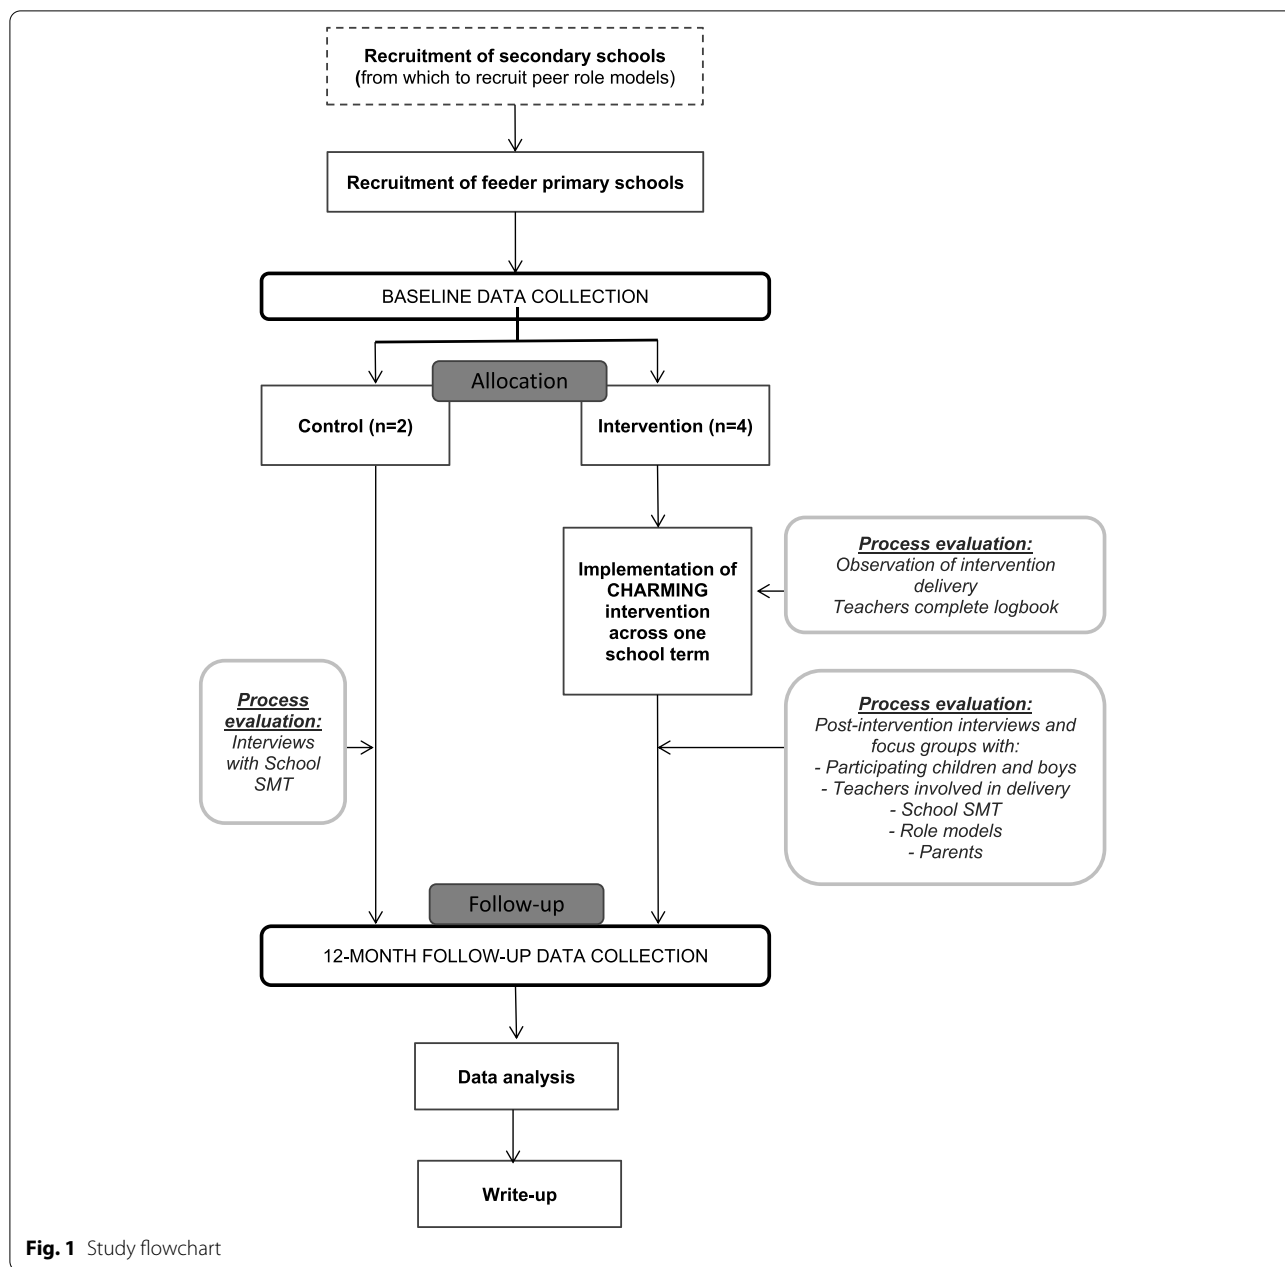 Recruitment of secondary schools
(from which to recruit peer role models)
Recruitment of feeder primary schools
BASELINE DATA COLLECTION
Allocation
Control (n=2)
Intervention (n=4)
Implementation of
CHARMING
intervention
across one
school term
Process evaluation:
Observation of intervention
delivery
Teachers complete logbook
Process
evaluation:
Interviews
with School
SMT
Process evaluation:
Post-intervention interviews and
focus groups with:
- Participating children and boys
- Teachers involved in delivery
- School SMT
- Role models
- Parents
Follow-up
12-MONTH FOLLOW-UP DATA COLLECTION
Data analysis
Write-up
Fig. 1 Study flowchart